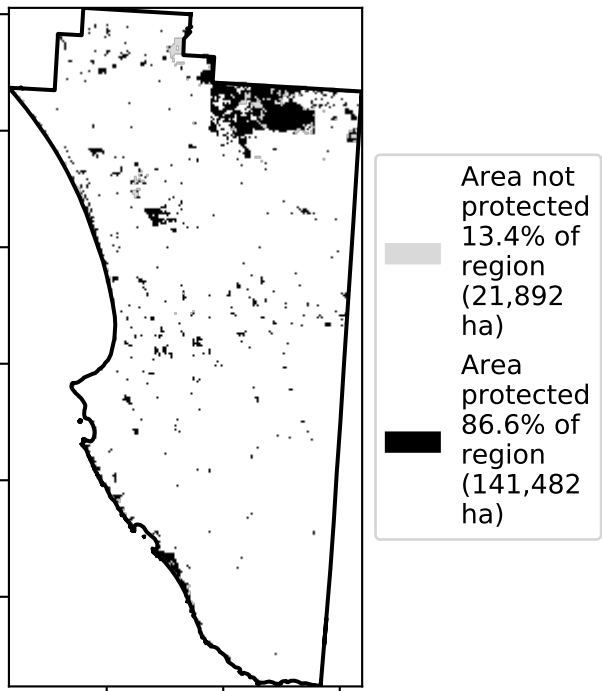 Area not
protected
13.4% of
region
(21,892
ha)
Area
protected
86.6% of
region
(141,482
ha)